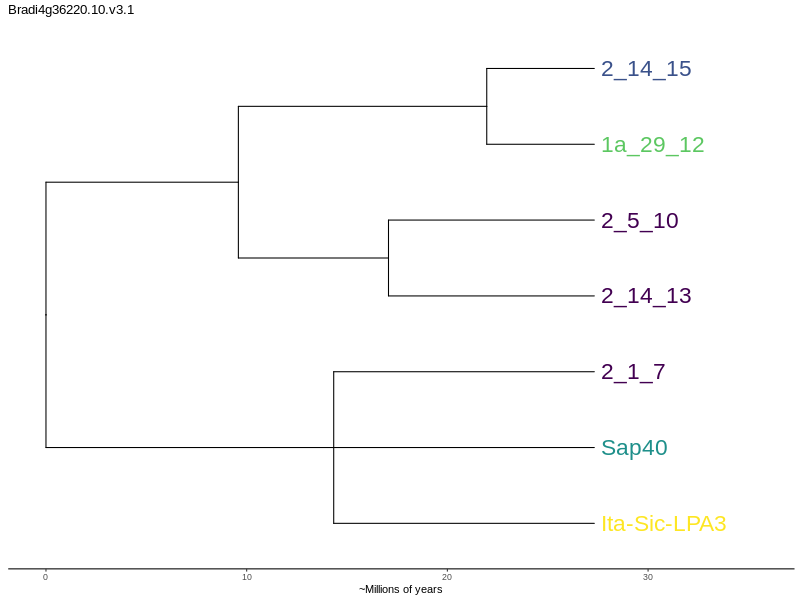 Bradi4g36220.10.v3.1
2_14_15
1a_29_12
2_5_10
2_14_13
2_1_7
Sap40
Ita-Sic-LPA3
0 10 20 30
~Millions of years